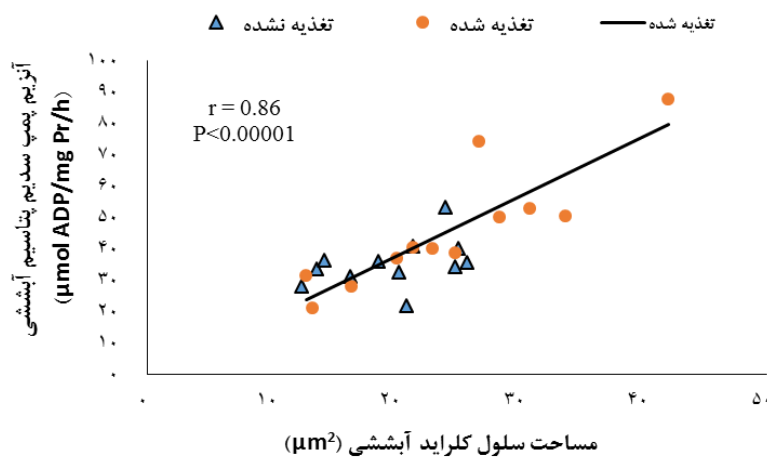 تغذیه نشده
تغذیه شده
تغذیه شده
آنزیم پمپ سدیم پتاسیم آبششی
(µmol ADP/mg Pr/h)
۱۰۰
۹۰
۸۰
۷۰
۶۰
۵۰
۴۰
۳۰
۲۰
۱۰
۰
r = 0.86
P<0.00001
۰
۱۰
۲۰
۳۰
۴۰
۵۰
مساحت سلول کلراید آبششی (µm²)